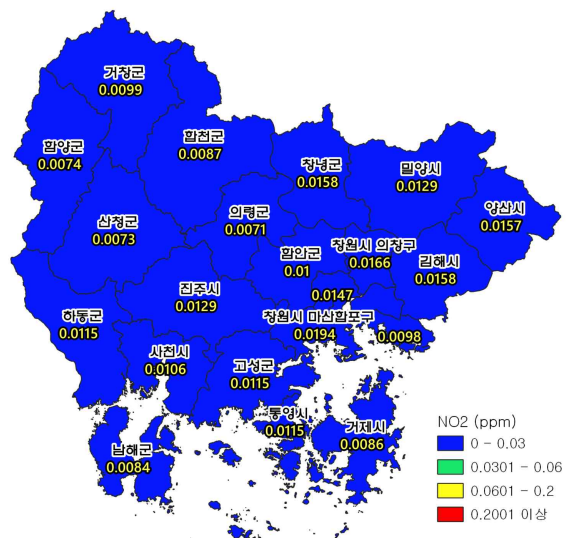 거창군
0.0099
함양군
0.0074
합천군
0.0087
창녕군
0.0158
밀양시
0.0129
양산시
0.0157
산청군
0.0073
의령군
0.0071
함안군
0.01
창원시 의창구
0.0166
김해시
0.0158
진주시
0.0129
0.0147
하동군
0.0115
창원시 마산합포구
0.0194
0.0098
사천시
0.0106
고성군
0.0115
통영시
0.0115
거제시
0.0086
남해군
0.0084
NO2 (ppm)
0 - 0.03
0.0301 - 0.06
0.0601 - 0.2
0.2001 이상